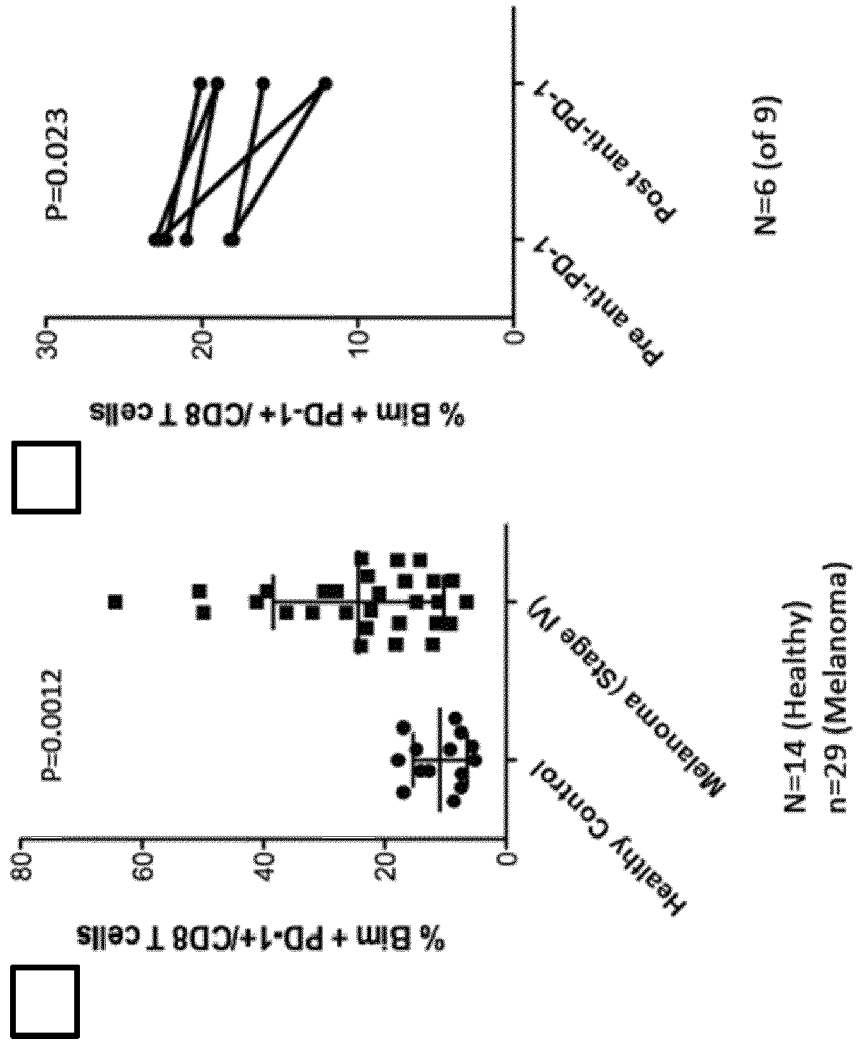 80
60
40
20
0
% Bim + PD-1+/CD8 T cells
P=0.0012
Healthy Control
Melanoma (Stage IV)
N=14 (Healthy)
n=29 (Melanoma)
30
20
10
0
% Bim + PD-1+/CD8 T cells
P=0.023
Pre anti-PD-1
Post anti-PD-1
N=6 (of 9)